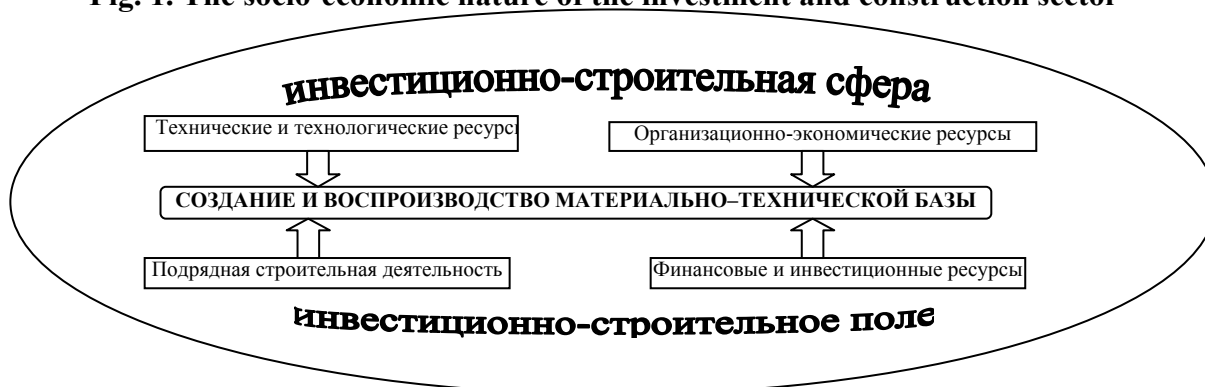 Fig. 1. The socio-economic nature of the investment and construction sector
инвестиционно-строительная сфера
Технические и технологические ресурсы
Организационно-экономические ресурсы
СОЗДАНИЕ И ВОСПРОИЗВОДСТВО МАТЕРИАЛЬНО–ТЕХНИЧЕСКОЙ БАЗЫ
Подрядная строительная деятельность
Финансовые и инвестиционные ресурсы
инвестиционно-строительное поле